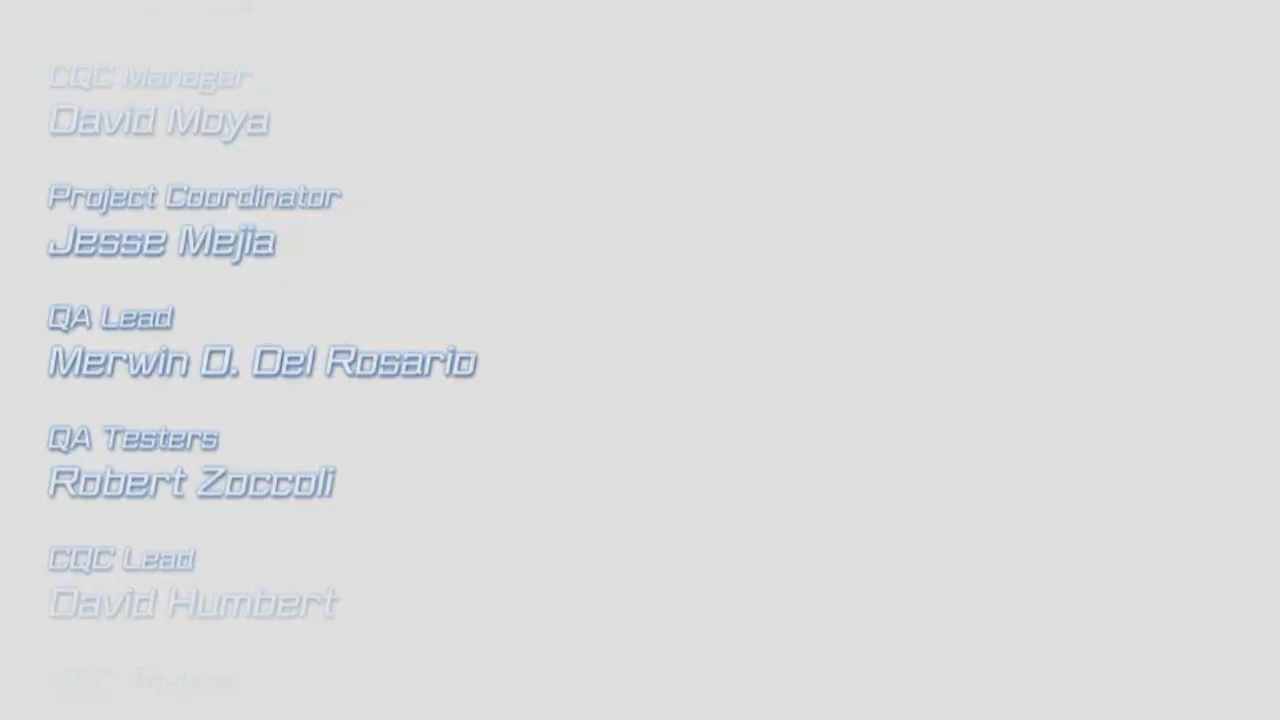 CQC Manager
David Moya
Project Coordinator
Jesse Mejia
QA Lead
Merwin D. Del Rosario
QA Testers
Robert Zoccoli
CQC Lead
David Humbert